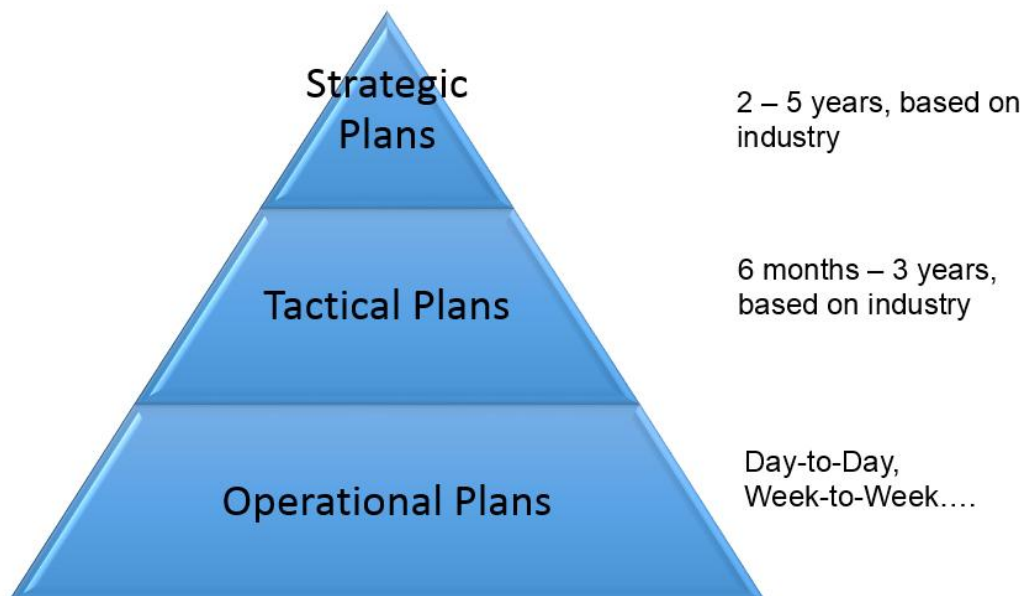 Strategic
Plans
2 – 5 years, based on
industry
Tactical Plans
6 months – 3 years,
based on industry
Operational Plans
Day-to-Day,
Week-to-Week….